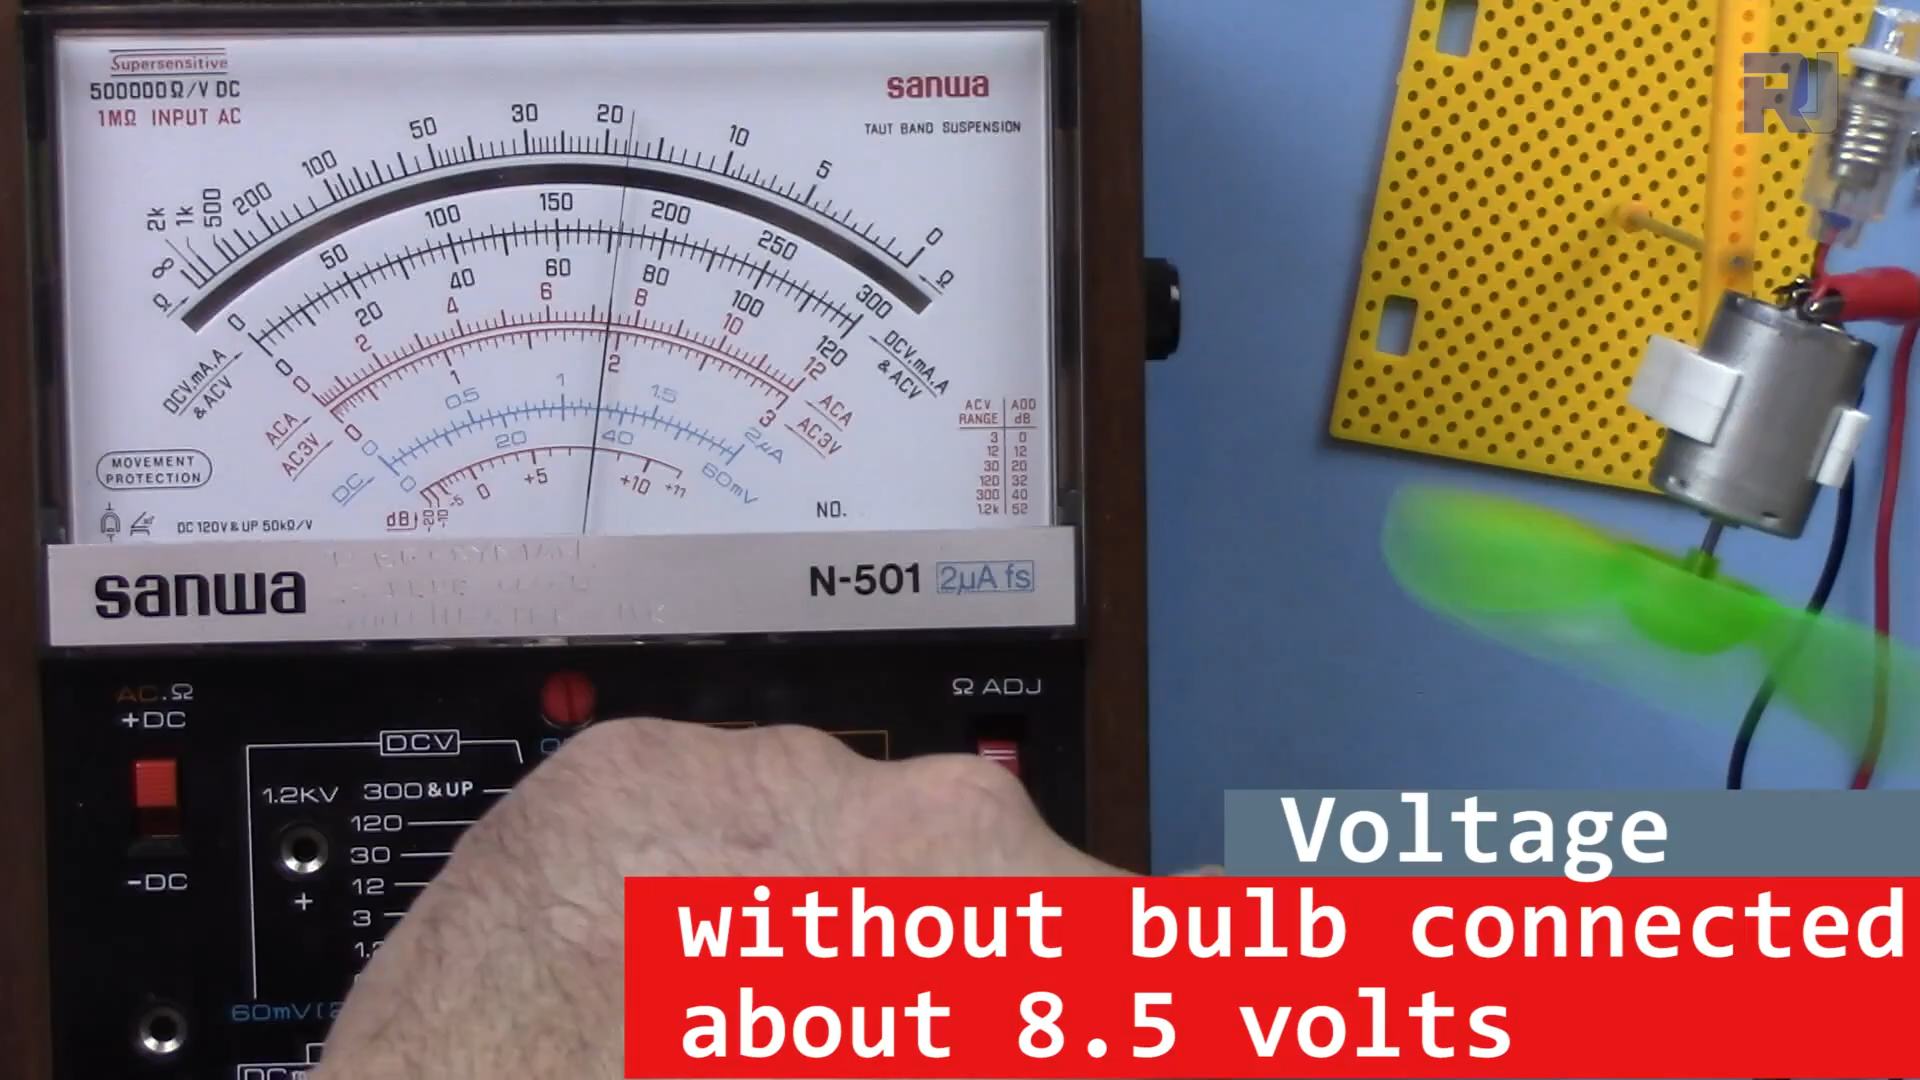 Supersensitive
500000Ω/V DC
1MΩ INPUT AC
sanwa
TAUT BAND SUSPENSION
∞ 2k 1k 500 200 100 50 30 20 10 5 0
Ω Ω
0 50 100 150 200 250 300
0 20 40 60 80 100 120
DCV.mA.A & ACV
DCV.mA.A & ACV
0 2 4 6 8 10 12
ACA ACA
0 1 2 3
AC3V AC3V
0 0.5 1 1.5 2µA
DC 0 20 40 60mV
dB -20 -10 -5 0 +5 +10 +11
ACV RANGE ADD dB
3 0
12 12
30 20
120 32
300 40
1.2k 52
MOVEMENT
PROTECTION
DC 120V & UP 50kΩ/V
NO.
sanwa
N-501 2µA fs
AC.Ω
+DC
-DC
Ω ADJ
DCV
1.2KV 300 & UP
120
30
12
3
+
60mV
RJ
Voltage
without bulb connected
about 8.5 volts